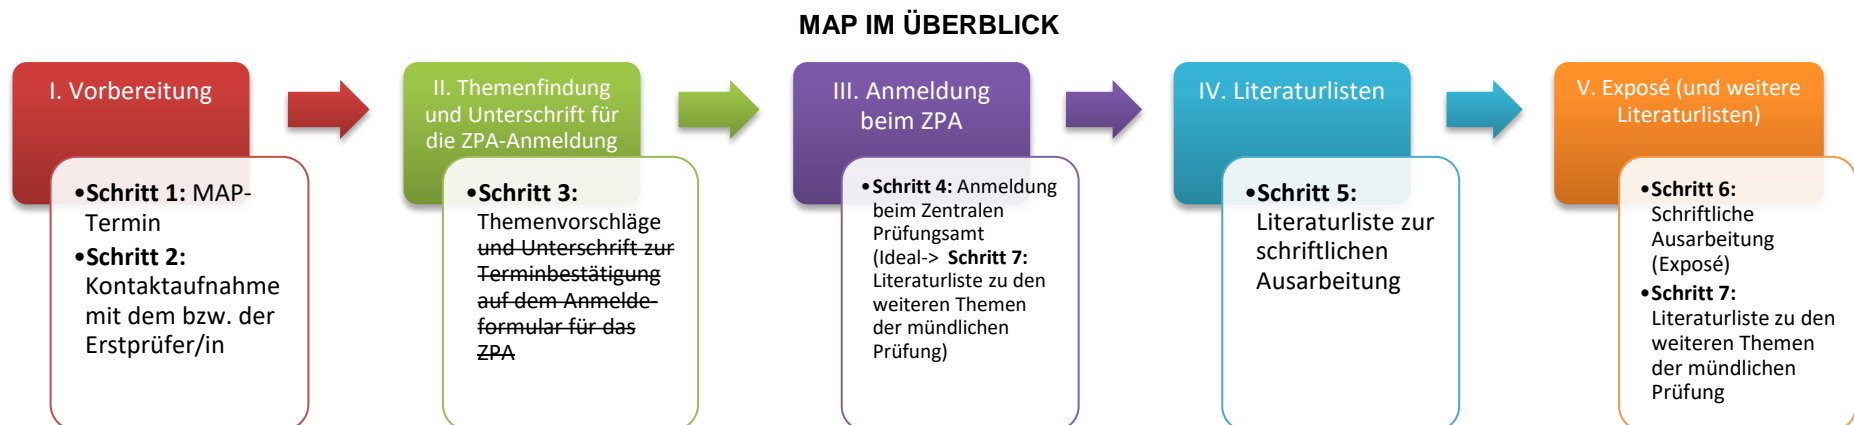 MAP IM ÜBERBLICK
I. Vorbereitung
•Schritt 1: MAP-
Termin
•Schritt 2:
Kontaktaufnahme
mit dem bzw. der
Erstprüfer/in
II. Themenfindung
und Unterschrift für
die ZPA-Anmeldung
•Schritt 3:
Themenvorschläge
und Unterschrift zur
Terminbestätigung
auf dem Anmelde-
formular für das
ZPA
III. Anmeldung
beim ZPA
•Schritt 4: Anmeldung
beim Zentralen
Prüfungsamt
(Ideal-> Schritt 7:
Literaturliste zu den
weiteren Themen
der mündlichen
Prüfung)
IV. Literaturlisten
•Schritt 5:
Literaturliste zur
schriftlichen
Ausarbeitung
V. Exposé (und weitere
Literaturlisten)
•Schritt 6:
Schriftliche
Ausarbeitung
(Exposé)
•Schritt 7:
Literaturliste zu den
weiteren Themen
der mündlichen
Prüfung